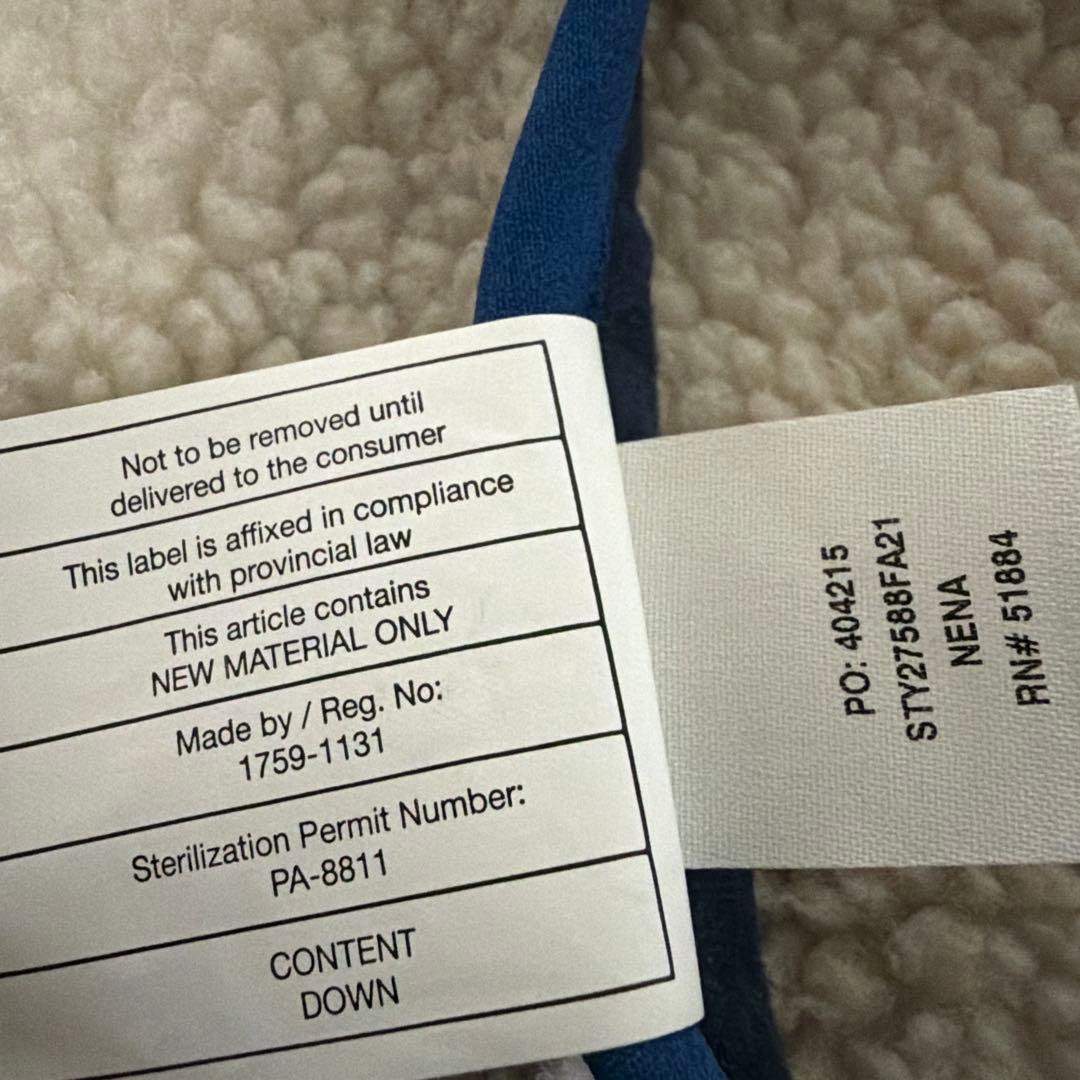 Not to be removed until
delivered to the consumer
This label is affixed in compliance
with provincial law
This article contains
NEW MATERIAL ONLY
Made by / Reg. No:
1759-1131
Sterilization Permit Number:
PA-8811
CONTENT
DOWN
PO: 404215
STY27588FA21
NENA
RN# 51884